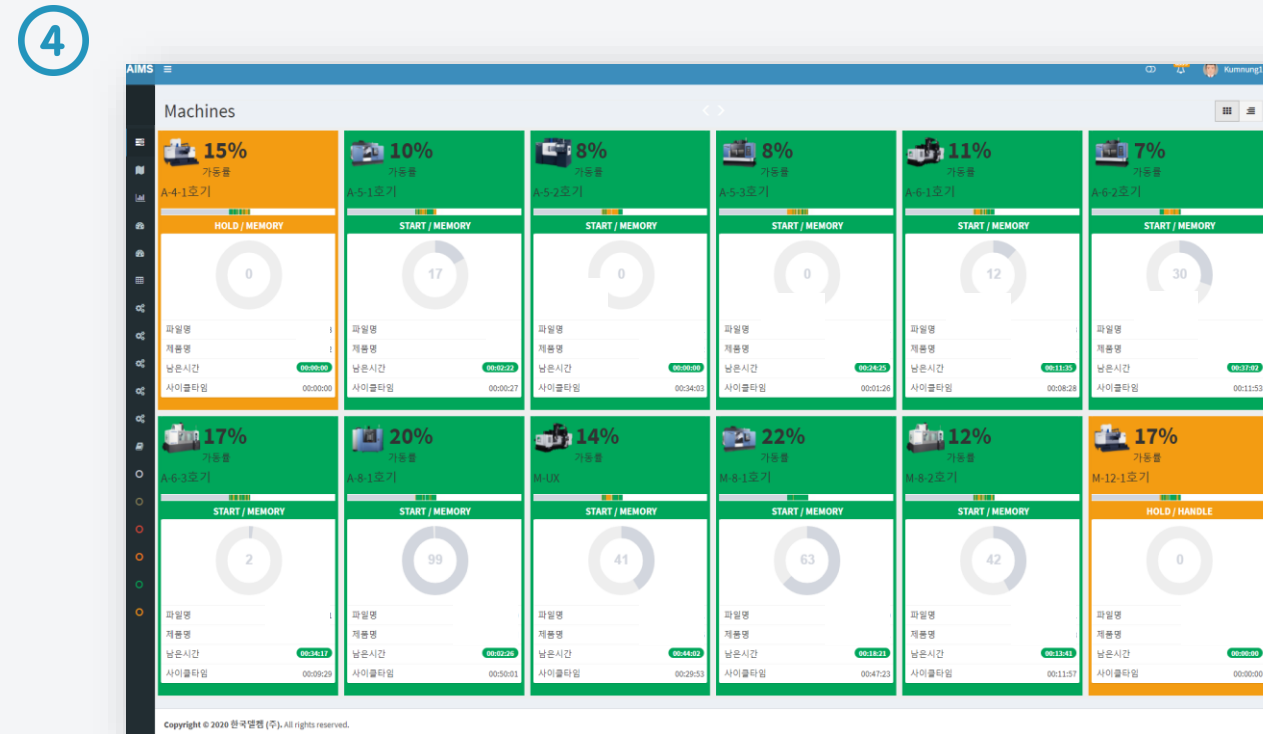 4
AIMS
Kumnung1
Machines
15%
가동률
A-4-1호기
HOLD / MEMORY
0
파일명
제품명
남은시간 00:00:00
사이클타임 00:00:00
10%
가동률
A-5-1호기
START / MEMORY
17
파일명
제품명
남은시간 00:02:22
사이클타임 00:00:27
8%
가동률
A-5-2호기
START / MEMORY
0
파일명
제품명
남은시간 00:00:00
사이클타임 00:34:03
8%
가동률
A-5-3호기
START / MEMORY
0
파일명
제품명
남은시간 00:24:25
사이클타임 00:01:26
11%
가동률
A-6-1호기
START / MEMORY
12
파일명
제품명
남은시간 00:11:35
사이클타임 00:08:28
7%
가동률
A-6-2호기
START / MEMORY
30
파일명
제품명
남은시간 00:37:02
사이클타임 00:11:53
17%
가동률
A-6-3호기
START / MEMORY
2
파일명
제품명
남은시간 00:34:17
사이클타임 00:09:29
20%
가동률
A-8-1호기
START / MEMORY
99
파일명
제품명
남은시간 00:02:26
사이클타임 00:50:01
14%
가동률
M-UX
START / MEMORY
41
파일명
제품명
남은시간 00:44:02
사이클타임 00:29:53
22%
가동률
M-8-1호기
START / MEMORY
63
파일명
제품명
남은시간 00:18:21
사이클타임 00:47:23
12%
가동률
M-8-2호기
START / MEMORY
42
파일명
제품명
남은시간 00:13:41
사이클타임 00:11:57
17%
가동률
M-12-1호기
HOLD / HANDLE
0
파일명
제품명
남은시간 00:00:00
사이클타임 00:00:00
Copyright © 2020 한국델켐 (주). All rights reserved.